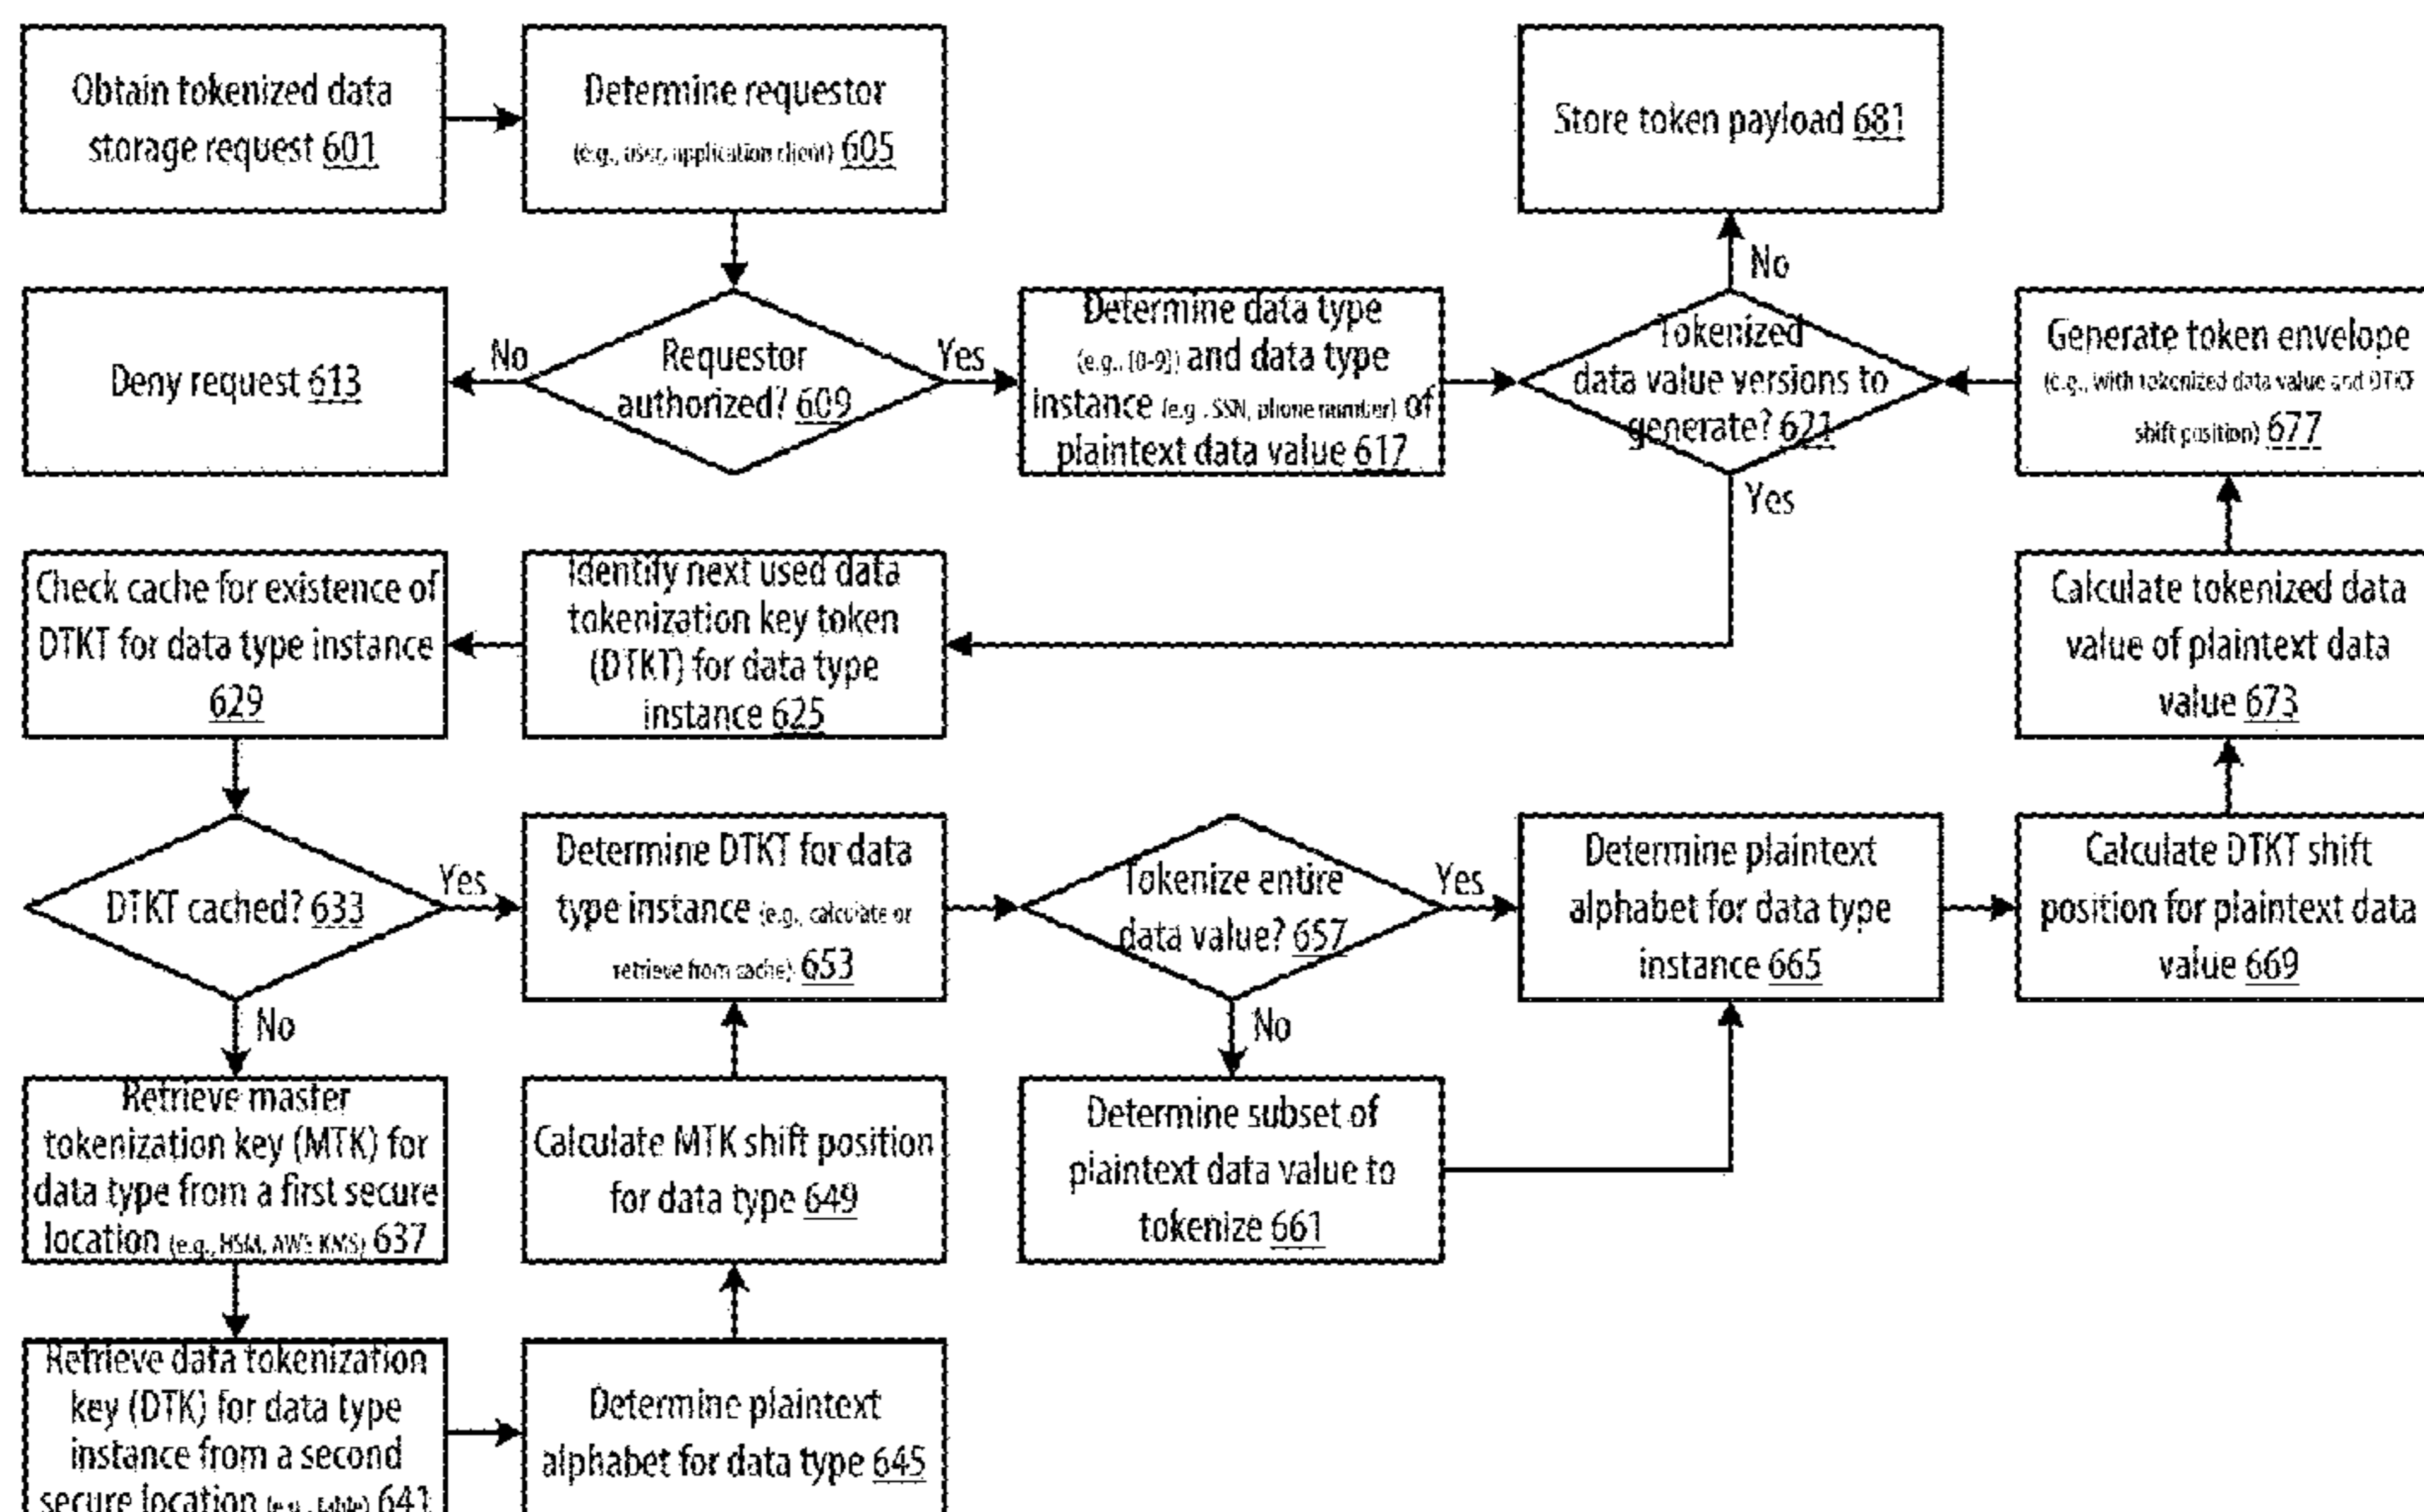 Obtain tokenized data
storage request 601
Determine requestor
(e.g., user, application client) 605
Store token payload 681
No
Deny request 613
No
Requestor
authorized? 609
Yes
Determine data type
(e.g., [0-9]) and data type
instance (e.g., SSN, phone number) of
plaintext data value 617
Tokenized
data value versions to
generate? 621
Yes
Generate token envelope
(e.g., with tokenized data value and DTKT
shift position) 677
Check cache for existence of
DTKT for data type instance
629
Identify next used data
tokenization key token
(DTKT) for data type
instance 625
Calculate tokenized data
value of plaintext data
value 673
DTKT cached? 633
Yes
No
Determine DTKT for data
type instance (e.g., calculate or
retrieve from cache) 653
Tokenize entire
data value? 657
Yes
No
Determine plaintext
alphabet for data type
instance 665
Calculate DTKT shift
position for plaintext data
value 669
Retrieve master
tokenization key (MTK) for
data type from a first secure
location (e.g., HSM, AWS KMS) 637
Calculate MTK shift position
for data type 649
Determine subset of
plaintext data value to
tokenize 661
Retrieve data tokenization
key (DTK) for data type
instance from a second
secure location (e.g., table) 641
Determine plaintext
alphabet for data type 645